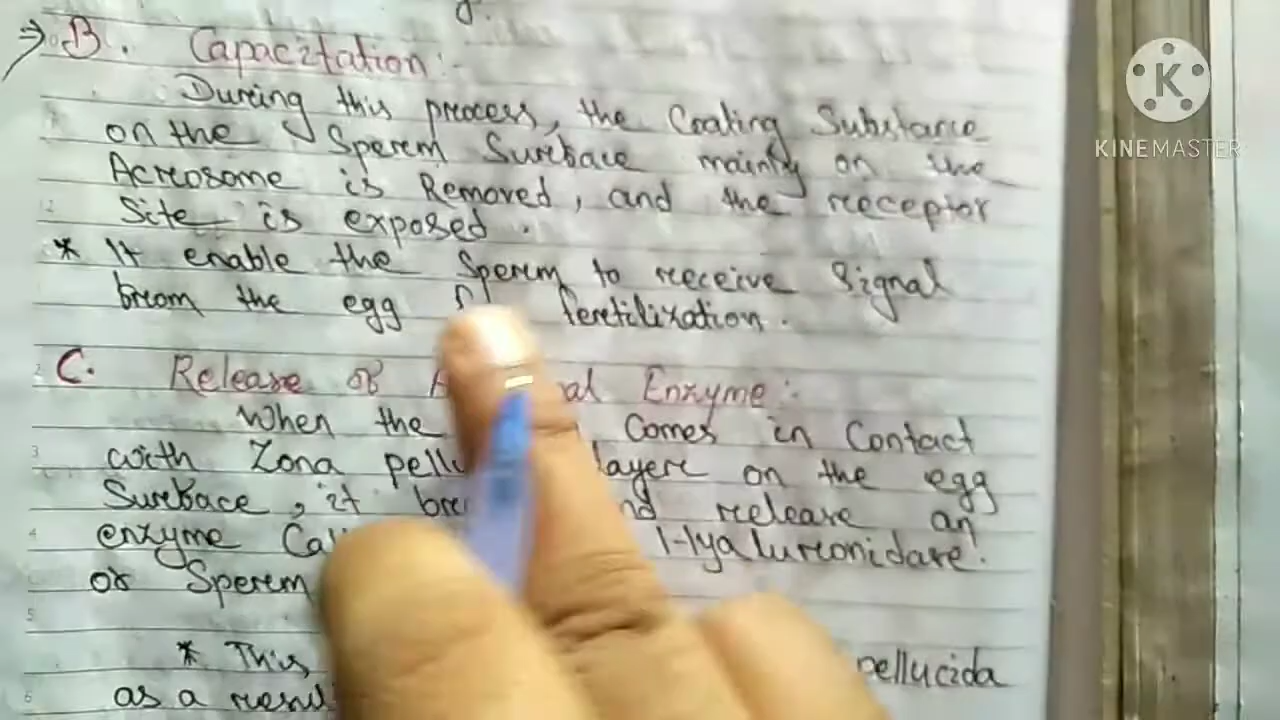 B. Capacitation:-
During this process, the Coating Substance
on the Sperm Surface mainly on the
Acrosome is Removed, and the receptor
Site is exposed.
* It enable the Sperm to receive Signal
from the egg fertilization.
C. Release of al Enzyme:-
When the Comes in Contact
with Zona layer on the egg
Surface, it release an
enzyme Hyaluronidase.
or Sperm
* This, pellucida
as a
KINEMASTER